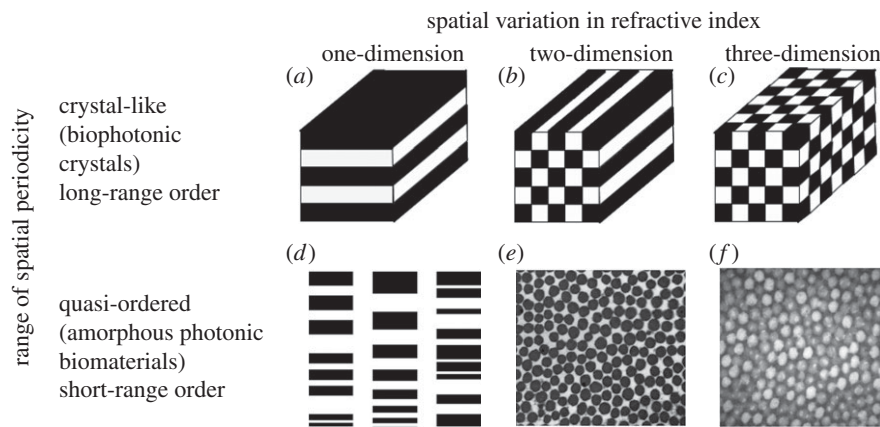 spatial variation in refractive index
one-dimension two-dimension three-dimension
(a) (b) (c)
range of spatial periodicity
crystal-like
(biophotonic
crystals)
long-range order
(d) (e) (f)
quasi-ordered
(amorphous photonic
biomaterials)
short-range order